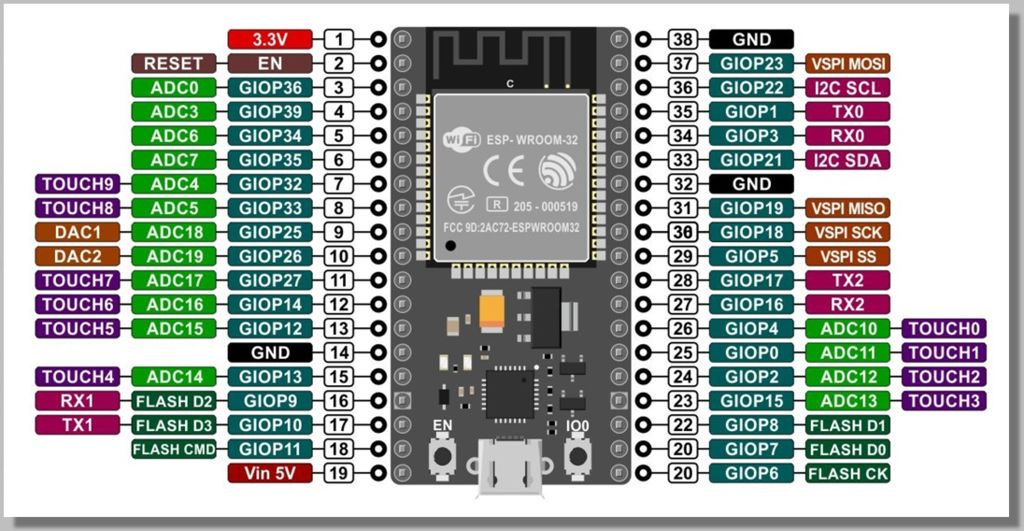 3.3V 1 38 GND
RESET EN 2 37 GIOP23 VSPI MOSI
ADC0 GIOP36 3 36 GIOP22 I2C SCL
ADC3 GIOP39 4 35 GIOP1 TX0
ADC6 GIOP34 5 34 GIOP3 RX0
ADC7 GIOP35 6 33 GIOP21 I2C SDA
TOUCH9 ADC4 GIOP32 7 32 GND
TOUCH8 ADC5 GIOP33 8 31 GIOP19 VSPI MISO
DAC1 ADC18 GIOP25 9 30 GIOP18 VSPI SCK
DAC2 ADC19 GIOP26 10 29 GIOP5 VSPI SS
TOUCH7 ADC17 GIOP27 11 28 GIOP17 TX2
TOUCH6 ADC16 GIOP14 12 27 GIOP16 RX2
TOUCH5 ADC15 GIOP12 13 26 GIOP4 ADC10 TOUCH0
GND 14 25 GIOP0 ADC11 TOUCH1
TOUCH4 ADC14 GIOP13 15 24 GIOP2 ADC12 TOUCH2
RX1 FLASH D2 GIOP9 16 23 GIOP15 ADC13 TOUCH3
TX1 FLASH D3 GIOP10 17 22 GIOP8 FLASH D1
FLASH CMD GIOP11 18 20 GIOP7 FLASH D0
Vin 5V 19 20 GIOP6 FLASH CK
C
WiFi ESP- WROOM-32
CE
R 205 - 000519
FCC 9D:2AC72-ESPWROOM32
EN IO0